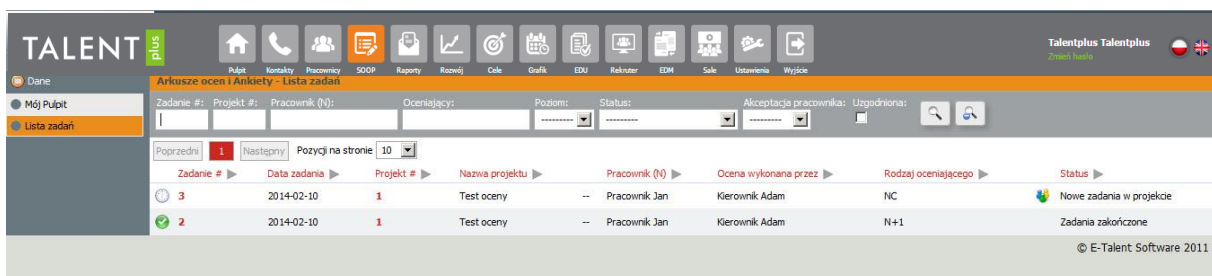 TALENT plus
Pulpit Kontakty Pracownicy SOOP Raporty Rozwój Cele Grafik EDU Rekruter EDM Sale Ustawienia Wyjście
Talentplus Talentplus
Zmień hasło
Dane
Mój Pulpit
Lista zadań
Arkusze ocen i Ankiety - Lista zadań
Zadanie #: Projekt #: Pracownik (N): Oceniający: Poziom: Status: Akceptacja pracownika: Uzgodniona:
--------- --------- ---------
Poprzedni 1 Następny Pozycji na stronie 10
Zadanie # Data zadania Projekt # Nazwa projektu Pracownik (N) Ocena wykonana przez Rodzaj oceniającego Status
3 2014-02-10 1 Test oceny -- Pracownik Jan Kierownik Adam NC Nowe zadania w projekcie
2 2014-02-10 1 Test oceny -- Pracownik Jan Kierownik Adam N+1 Zadania zakończone
© E-Talent Software 2011